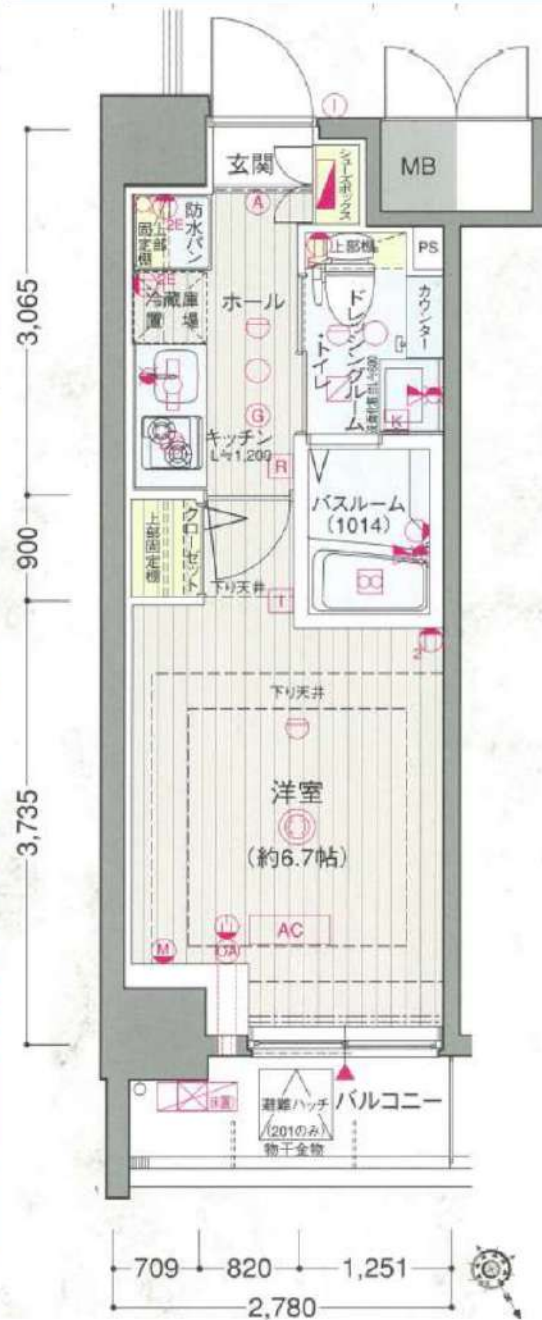 I
玄関
シューズボックス
MB
A
2E
上部
固定棚
防水パン
上部棚
PS
2E
冷蔵庫
置場
ホール
ドレッシングルーム
・トイレ
カウンター
K
G
キッチン
L≒1,200
R
バスルーム
(1014)
クローゼット
上部固定棚
下り天井
T
2
下り天井
洋室
(約6.7帖)
AC
M
OA
避難ハッチ
(201のみ)
バルコニー
物干金物
3,065
900
3,735
709
820
1,251
2,780